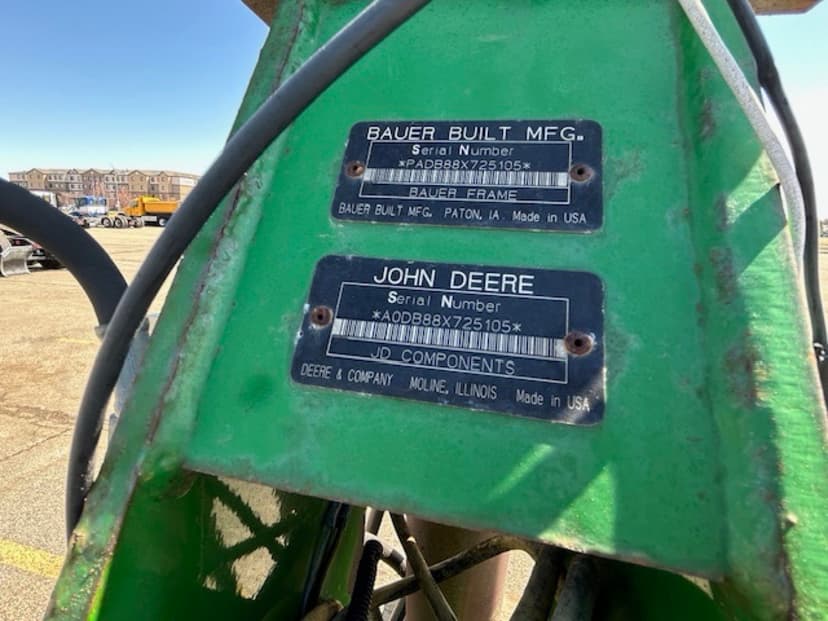 BAUER BUILT MFG.
Serial Number
*PADB88X725105*
BAUER FRAME
BAUER BUILT MFG. PATON, IA. Made in USA
JOHN DEERE
Serial Number
*A0DB88X725105*
JD COMPONENTS
DEERE & COMPANY MOLINE, ILLINOIS Made in USA